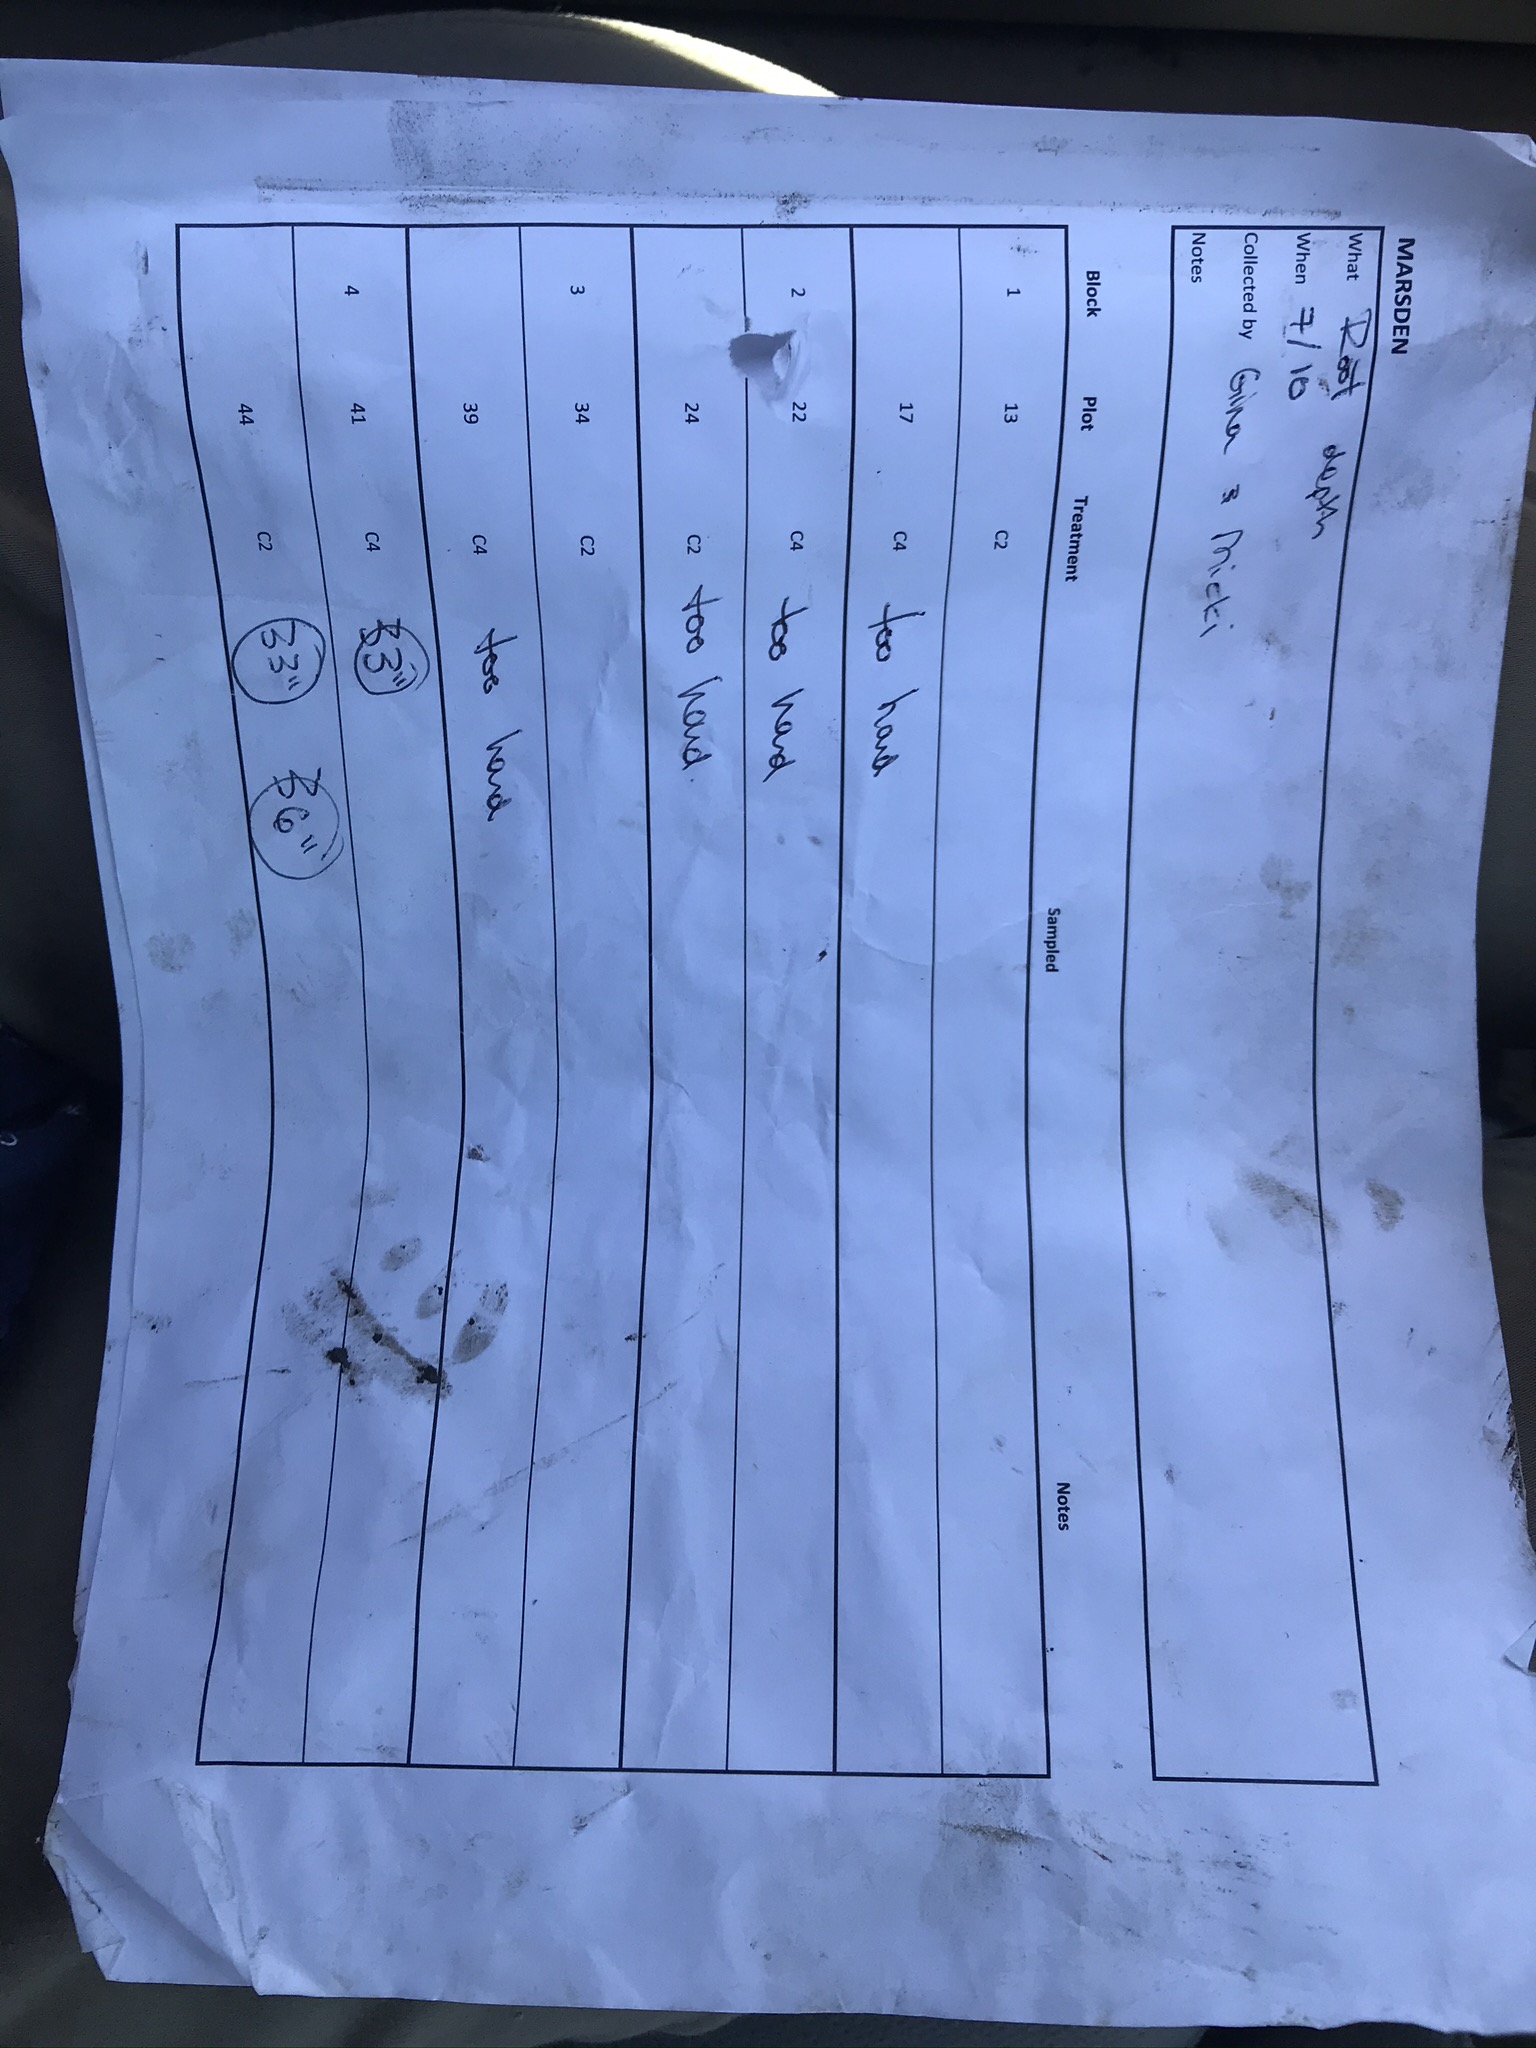 MARSDEN
What Root depth
When 7/10
Collected by Gina & Micki
Notes
Block Plot Treatment Sampled Notes
1 13 C2
17 C4 too hard
2 22 C4 too hard
24 C2 too hard.
3 34 C2
39 C4 too hard
4 41 C4 33"
44 C2 33" 36"